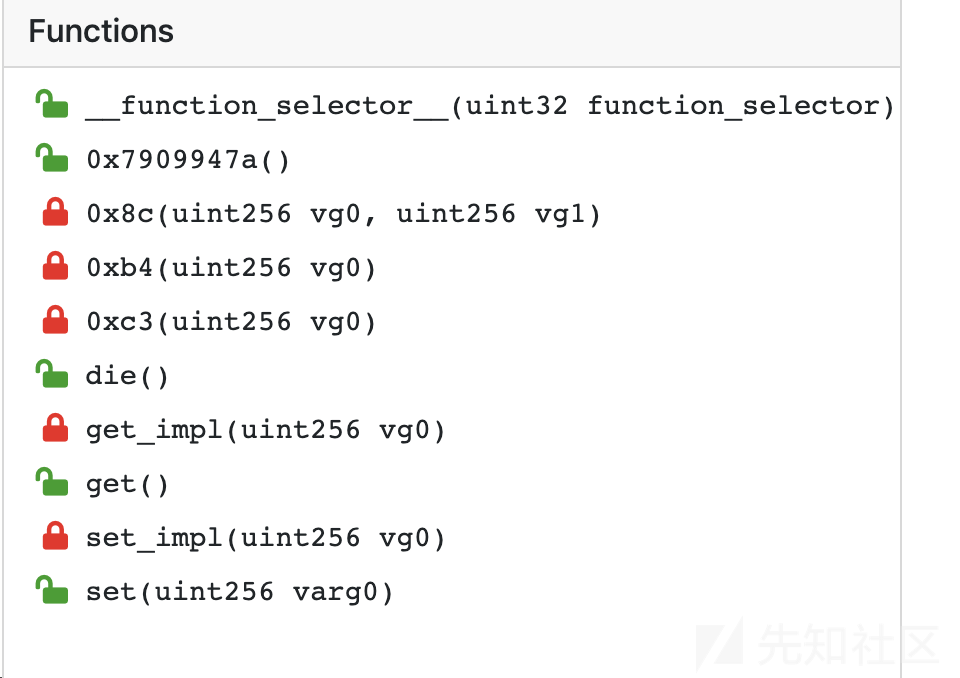 Functions
__function_selector__(uint32 function_selector)
0x7909947a()
0x8c(uint256 vg0, uint256 vg1)
0xb4(uint256 vg0)
0xc3(uint256 vg0)
die()
get_impl(uint256 vg0)
get()
set_impl(uint256 vg0)
set(uint256 varg0)
先知社区